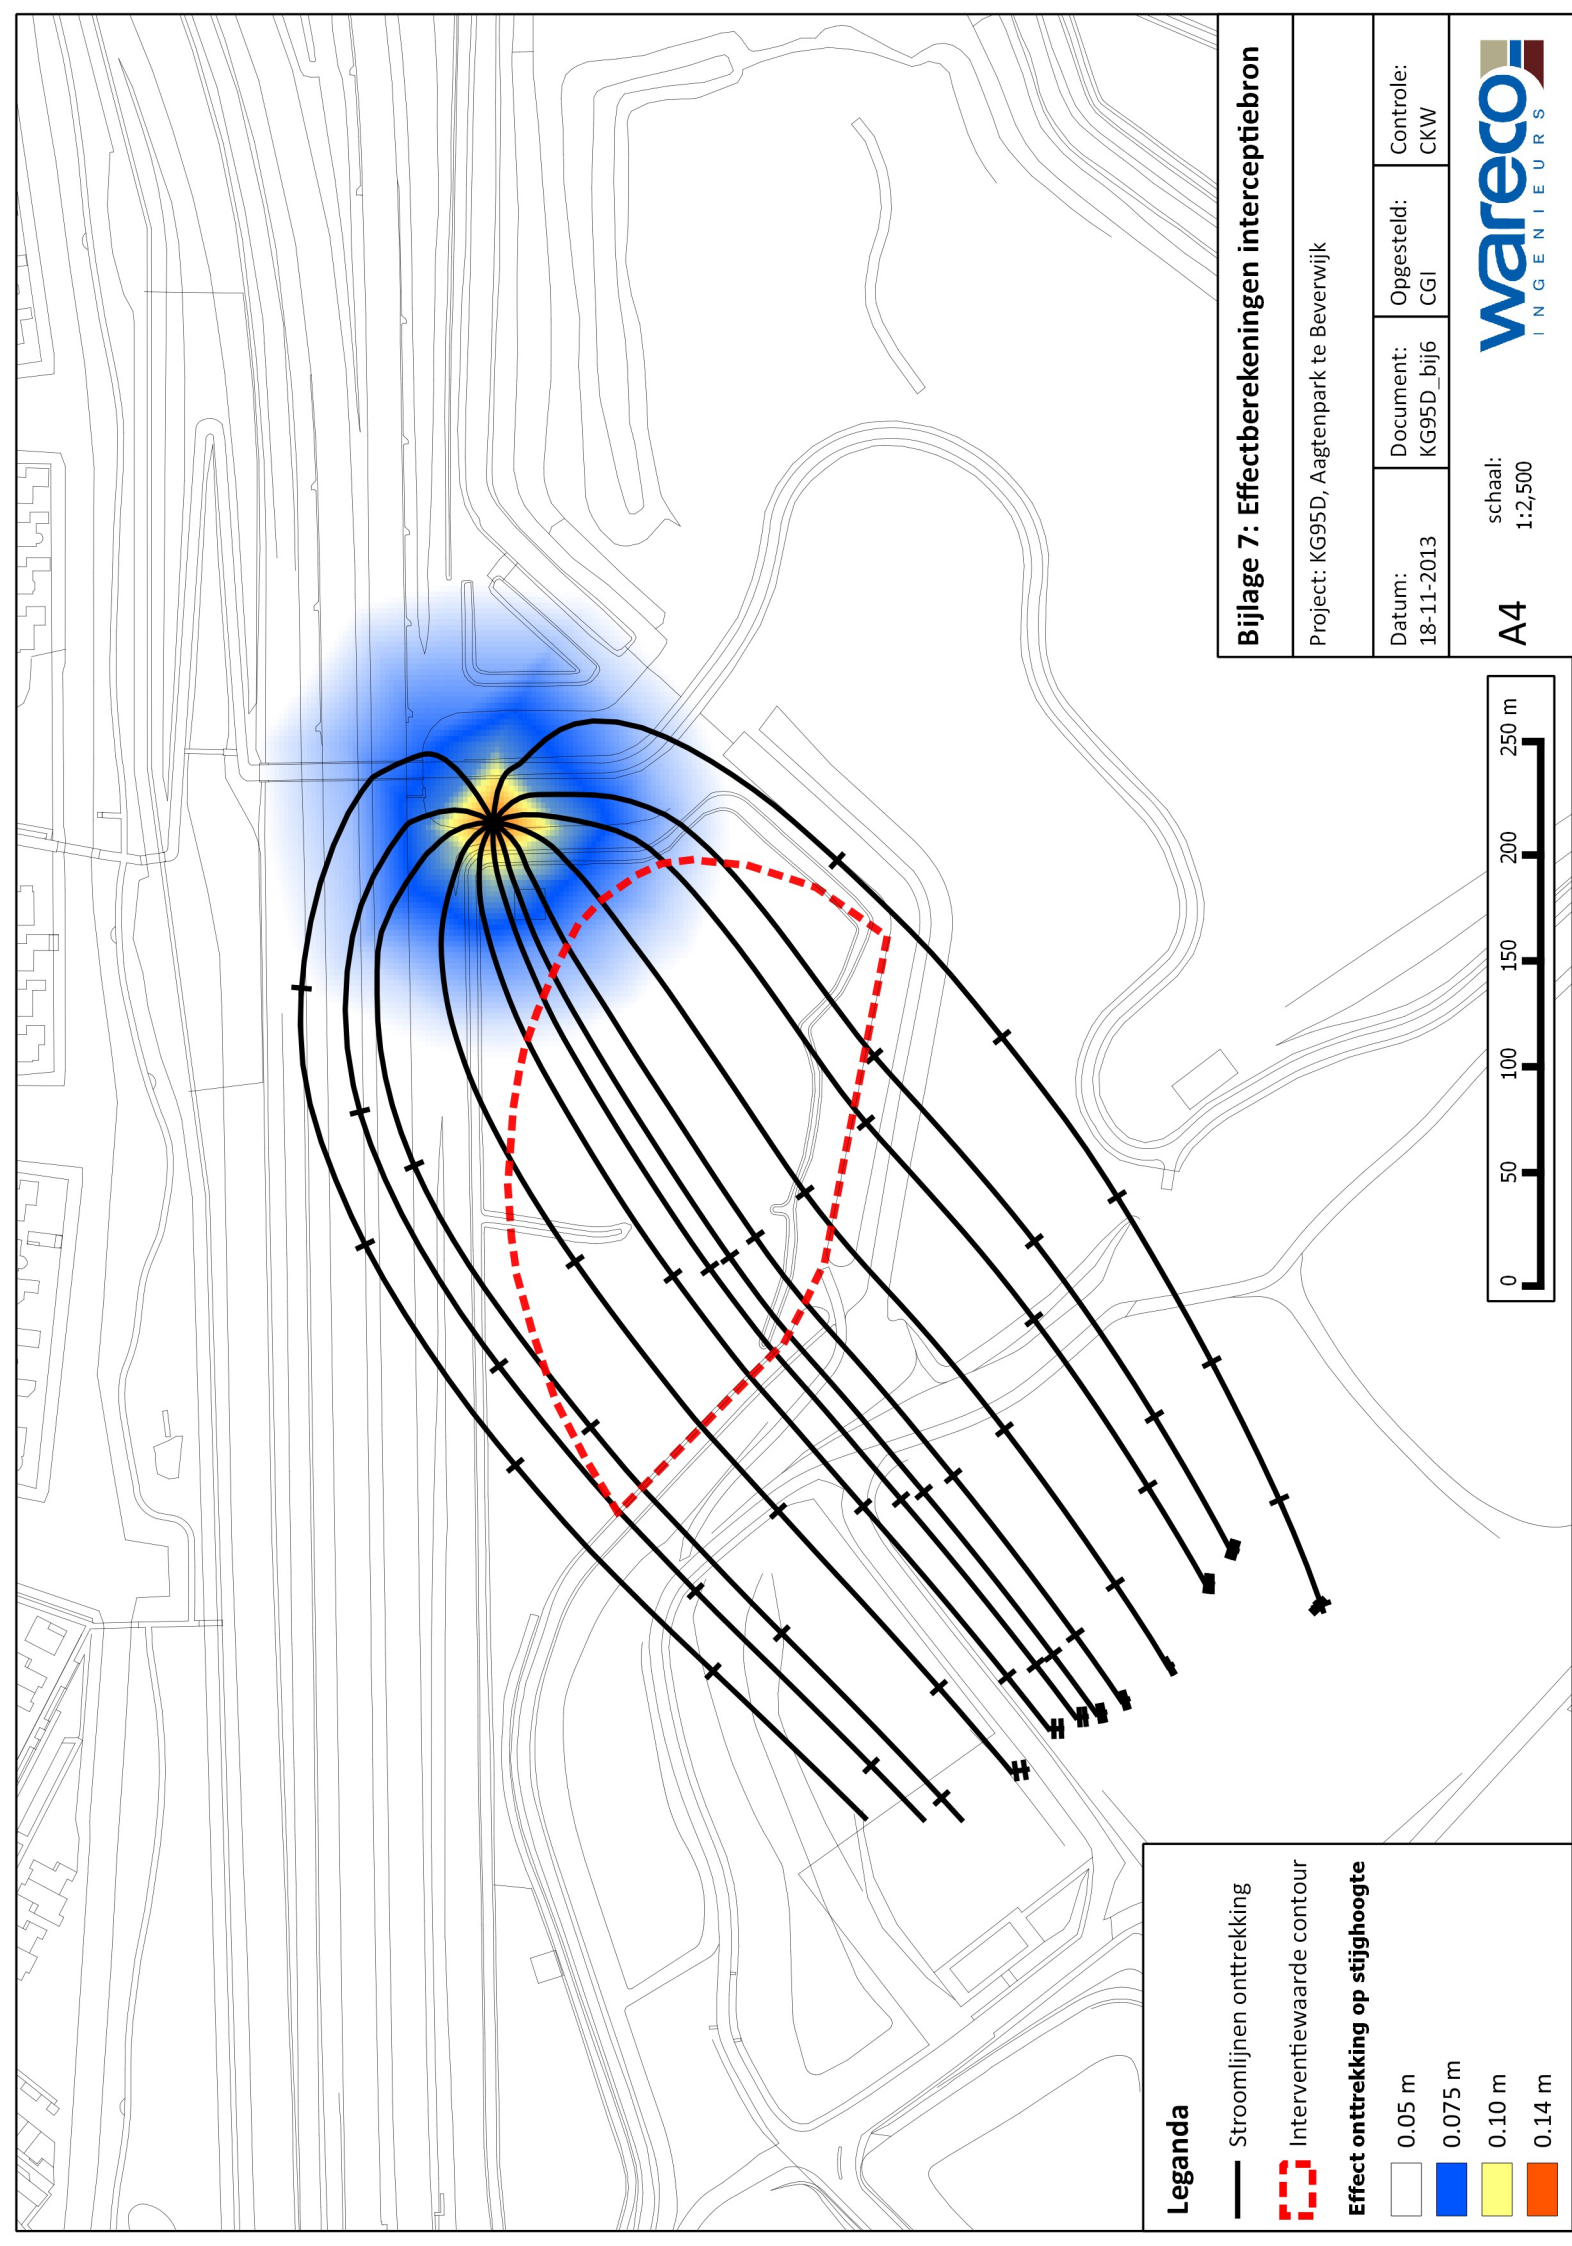 Bijlage 7: Effectberekeningen interceptiebron
Project: KG95D, Aagtenpark te Beverwijk
Datum:
18-11-2013
Document:
KG95D_bij6
Opgesteld:
CGI
Controle:
CKW
A4
schaal:
1:2,500
wareco
INGENIEURS
0 50 100 150 200 250 m
Leganda
Stroomlijnen onttrekking
Interventiewaarde contour
Effect onttrekking op stijghoogte
0.05 m
0.075 m
0.10 m
0.14 m